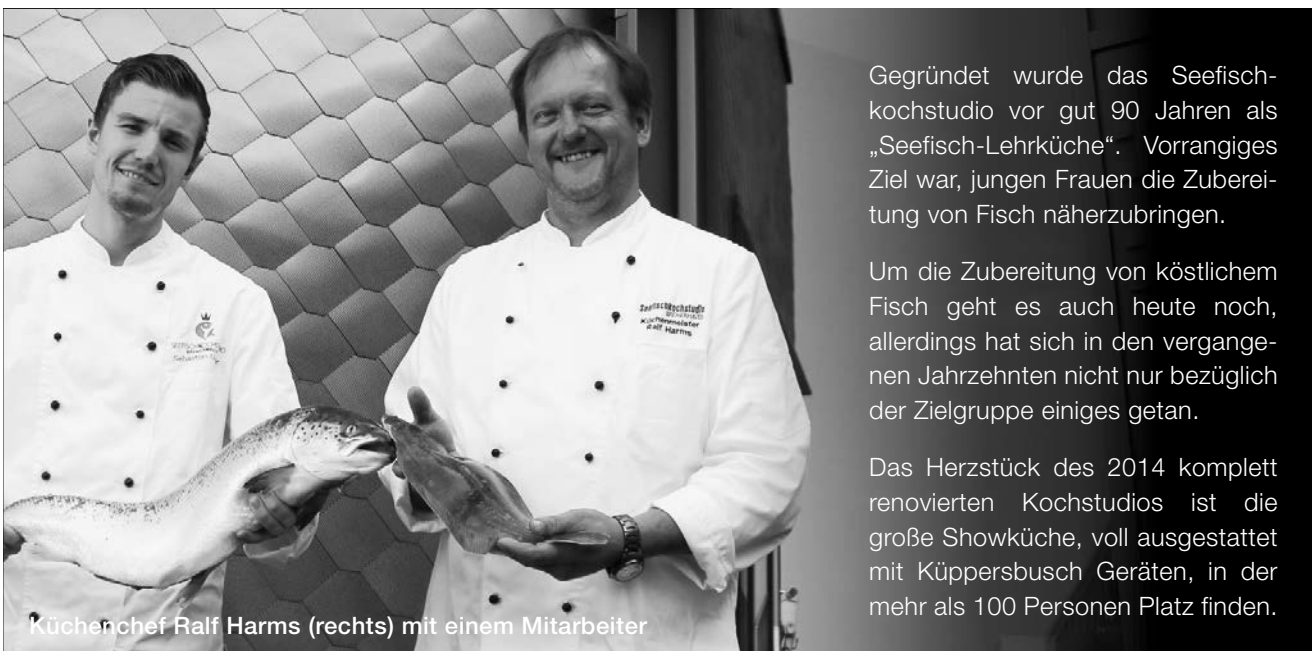 Gegründet wurde das Seefisch-
kochstudio vor gut 90 Jahren als
„Seefisch-Lehrküche“. Vorrangiges
Ziel war, jungen Frauen die Zuberei-
tung von Fisch näherzubringen.
Um die Zubereitung von köstlichem
Fisch geht es auch heute noch,
allerdings hat sich in den vergange-
nen Jahrzehnten nicht nur bezüglich
der Zielgruppe einiges getan.
Das Herzstück des 2014 komplett
renovierten Kochstudios ist die
große Showküche, voll ausgestattet
mit Küppersbusch Geräten, in der
mehr als 100 Personen Platz finden.
Seefischkochstudio
Küchenmeister
Ralf Harms
Küchenchef Ralf Harms (rechts) mit einem Mitarbeiter